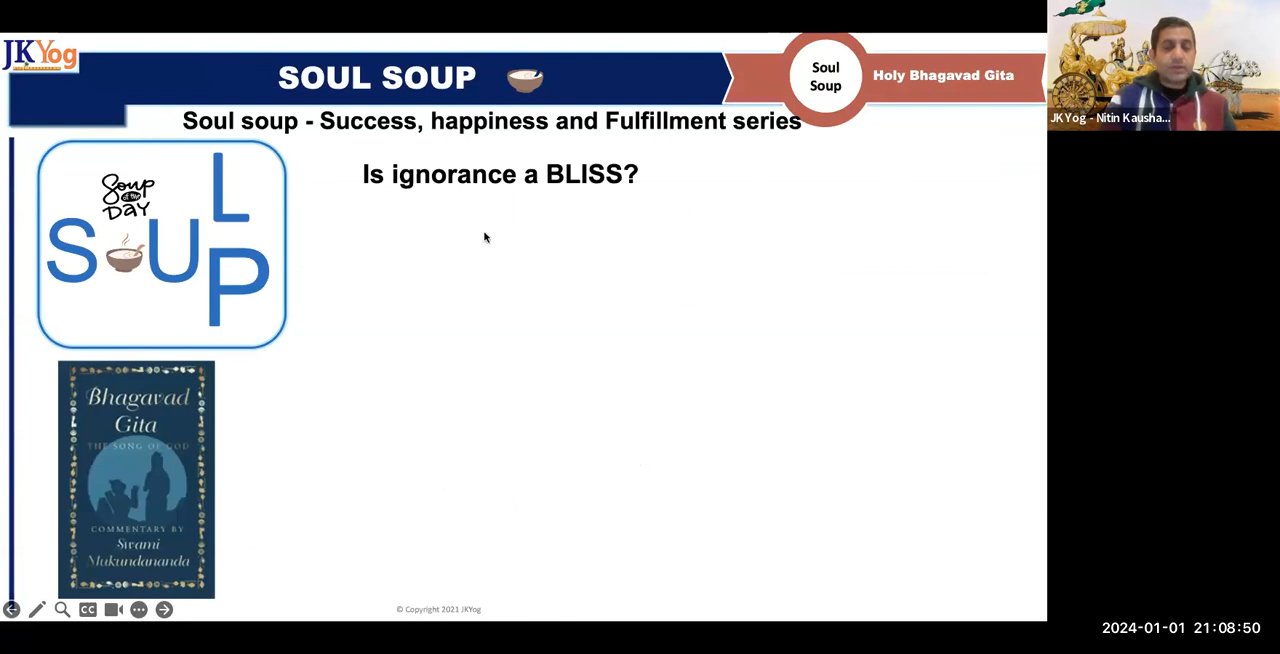 JKYog
SOUL SOUP
Soul
Soup
Holy Bhagavad Gita
JKYog - Nitin Kausha...
Soul soup - Success, happiness and Fulfillment series
Is ignorance a BLISS?
Soup
of the
DAY
L
S U
P
Bhagavad
Gita
THE SONG OF GOD
COMMENTARY BY
Swami
Mukundananda
CC
© Copyright 2021 JKYog
2024-01-01 21:08:50